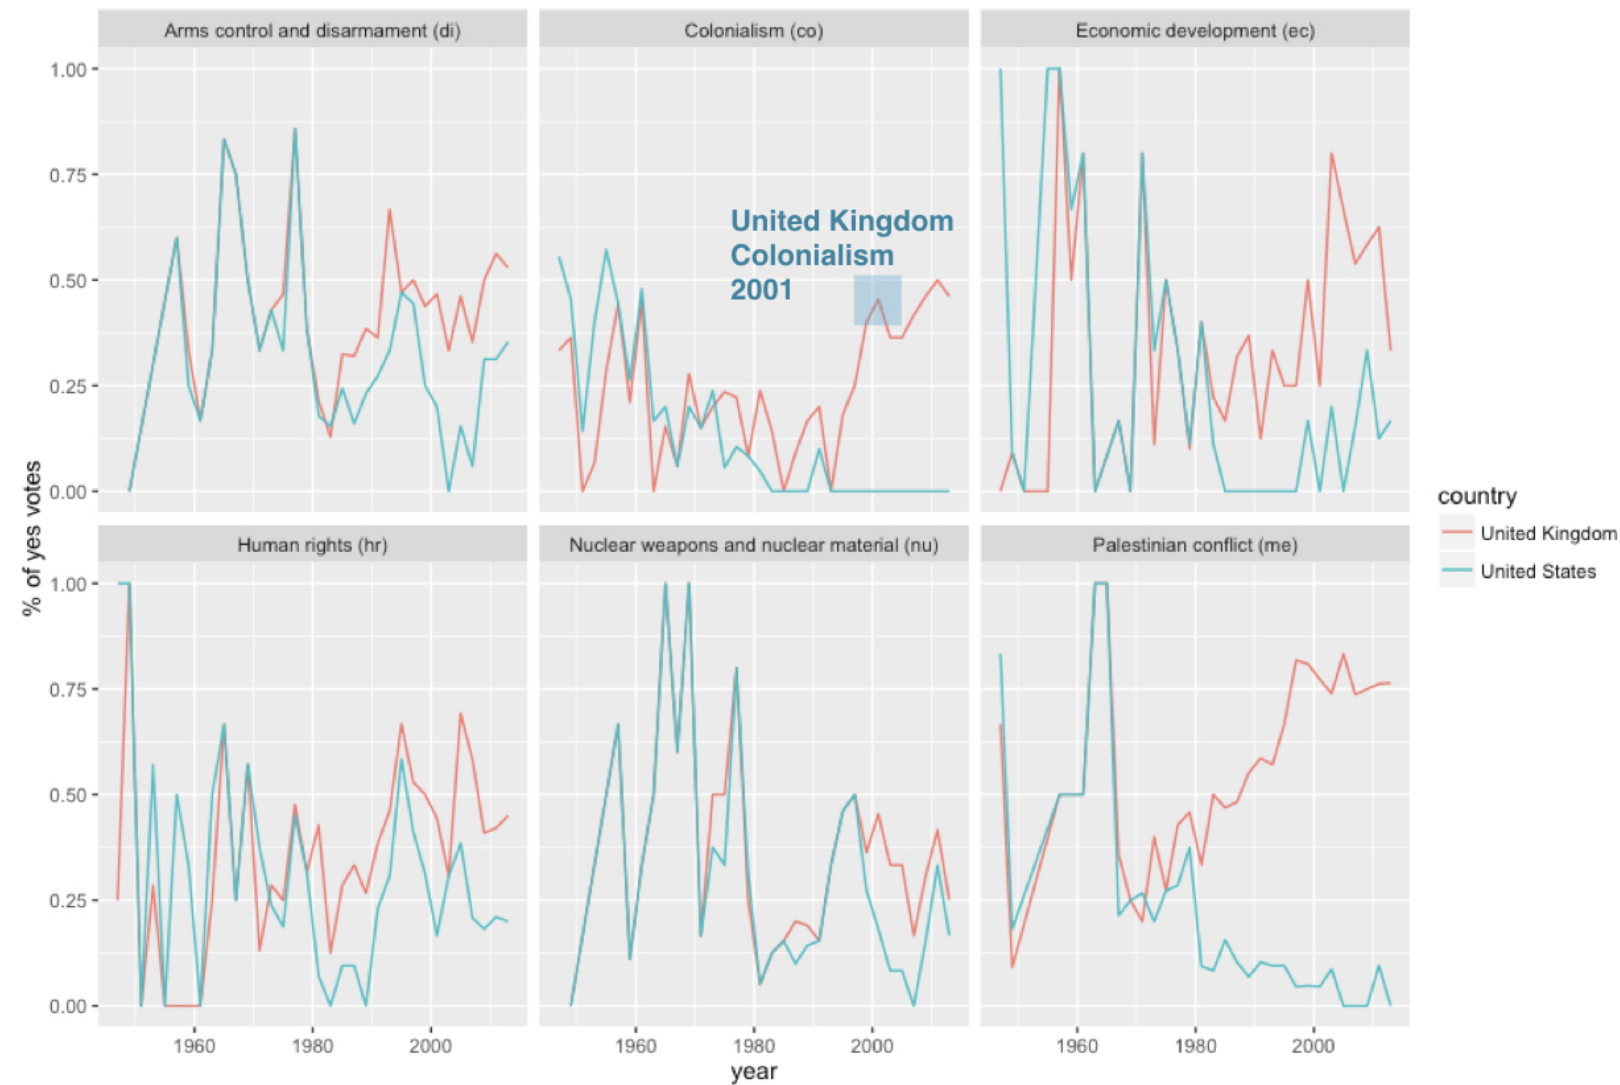 Arms control and disarmament (di)
Colonialism (co)
Economic development (ec)
1.00
0.75
0.50
0.25
0.00
United Kingdom
Colonialism
2001
% of yes votes
country
United Kingdom
United States
Human rights (hr)
Nuclear weapons and nuclear material (nu)
Palestinian conflict (me)
1.00
0.75
0.50
0.25
0.00
1960 1980 2000
1960 1980 2000
1960 1980 2000
year